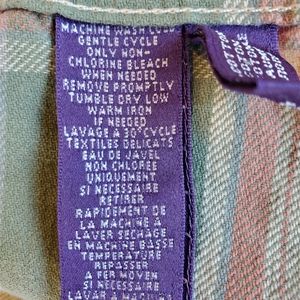 MACHINE WASH COLD
GENTLE CYCLE
ONLY NON-
CHLORINE BLEACH
WHEN NEEDED
REMOVE PROMPTLY
TUMBLE DRY LOW
WARM IRON
IF NEEDED
LAVAGE A 30° CYCLE
TEXTILES DELICATS
EAU DE JAVEL
NON CHLOREE
UNIQUEMENT
SI NECESSAIRE
RETIRER
RAPIDEMENT DE
LA MACHINE A
LAVER SECHAGE
EN MACHINE BASSE
TEMPERATURE
REPASSER
A FER MOYEN
SI NECESSAIRE
LAVAR A MAQUINA